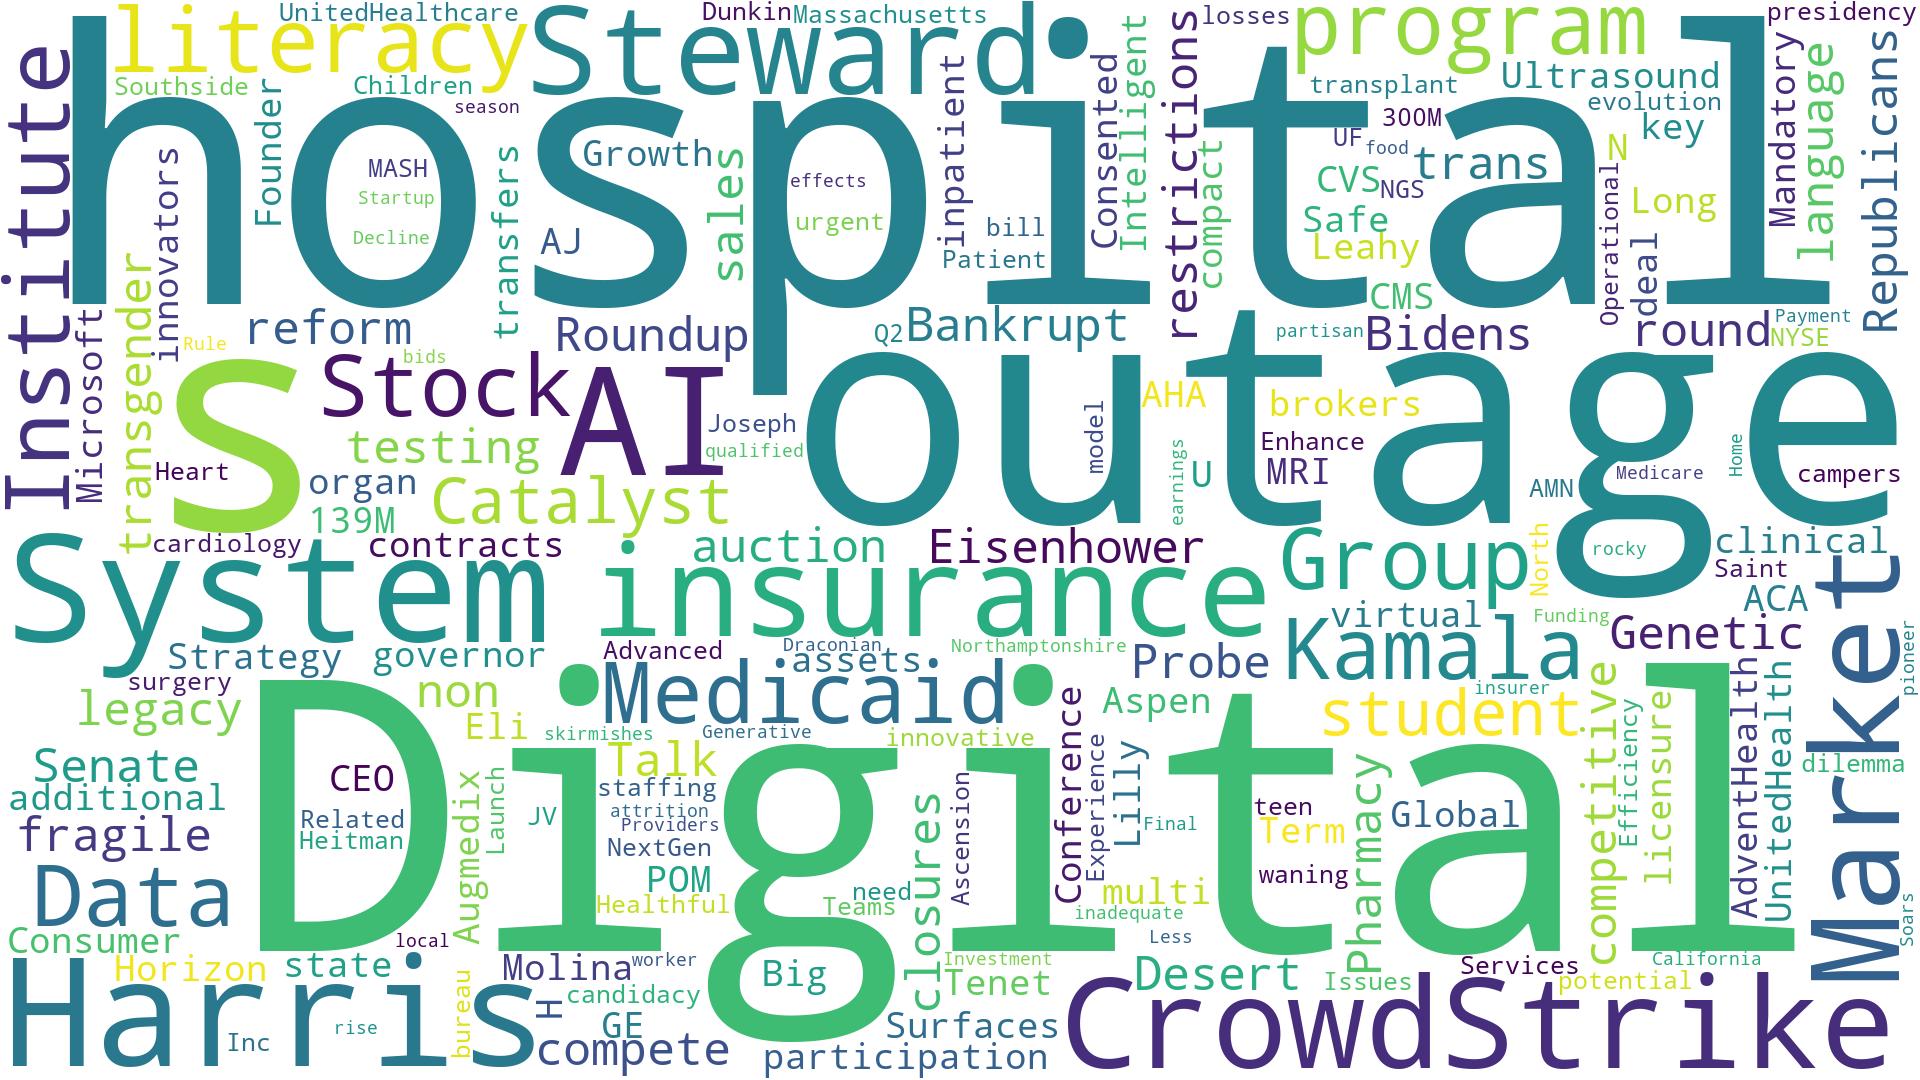 hospital
outage
Digital
s
AI
System
insurance
Harris
CrowdStrike
Market
Steward
literacy
program
Institute
Stock
Catalyst
Medicaid
Kamala
Group
student
Data
UnitedHealthcare
Dunkin
Massachusetts
losses
presidency
Southside
Children
season
Founder
innovators
MASH
Startup
Decline
transfers
Growth
AJ
sales
effects
urgent
inpatient
bill
Patient
Consented
Intelligent
restrictions
compact
transplant
Ultrasound
300M
evolution
UF
food
key
trans
N
CVS
NGS
Safe
Long
Leahy
CMS
Operational
deal
Mandatory
language
Republicans
Microsoft
transgender
reform
Rule
bids
Roundup
Q2
Bankrupt
partisan
Bidens
round
Payment
NYSE
Joseph
qualified
testing
Heart
organ
139M
model
AHA
earnings
U
brokers
Enhance
MRI
AMN
Medicare
Home
campers
cardiology
contracts
auction
Eisenhower
North
rocky
clinical
Saint
ACA
virtual
Funding
Genetic
pioneer
Strategy
governor
Advanced
Draconian
assets
Northamptonshire
Probe
surgery
legacy
non
Eli
skirmishes
Generative
innovative
Aspen
insurer
Talk
Conference
Experience
Lilly
competitive
Efficiency
licensure
AdventHealth
UnitedHealth
dilemma
Senate
additional
fragile
CEO
Related
Heitman
Augmedix
Launch
JV
staffing
attrition
Providers
NextGen
POM
Healthful
need
Teams
closures
Ascension
Final
teen
Term
Global
waning
multi
inadequate
Less
Pharmacy
Soars
Consumer
local
Horizon
state
Molina
worker
candidacy
H
GE
Big
Investment
Tenet
Desert
Issues
Services
potential
California
Inc
rise
bureau
compete
Surfaces
participation